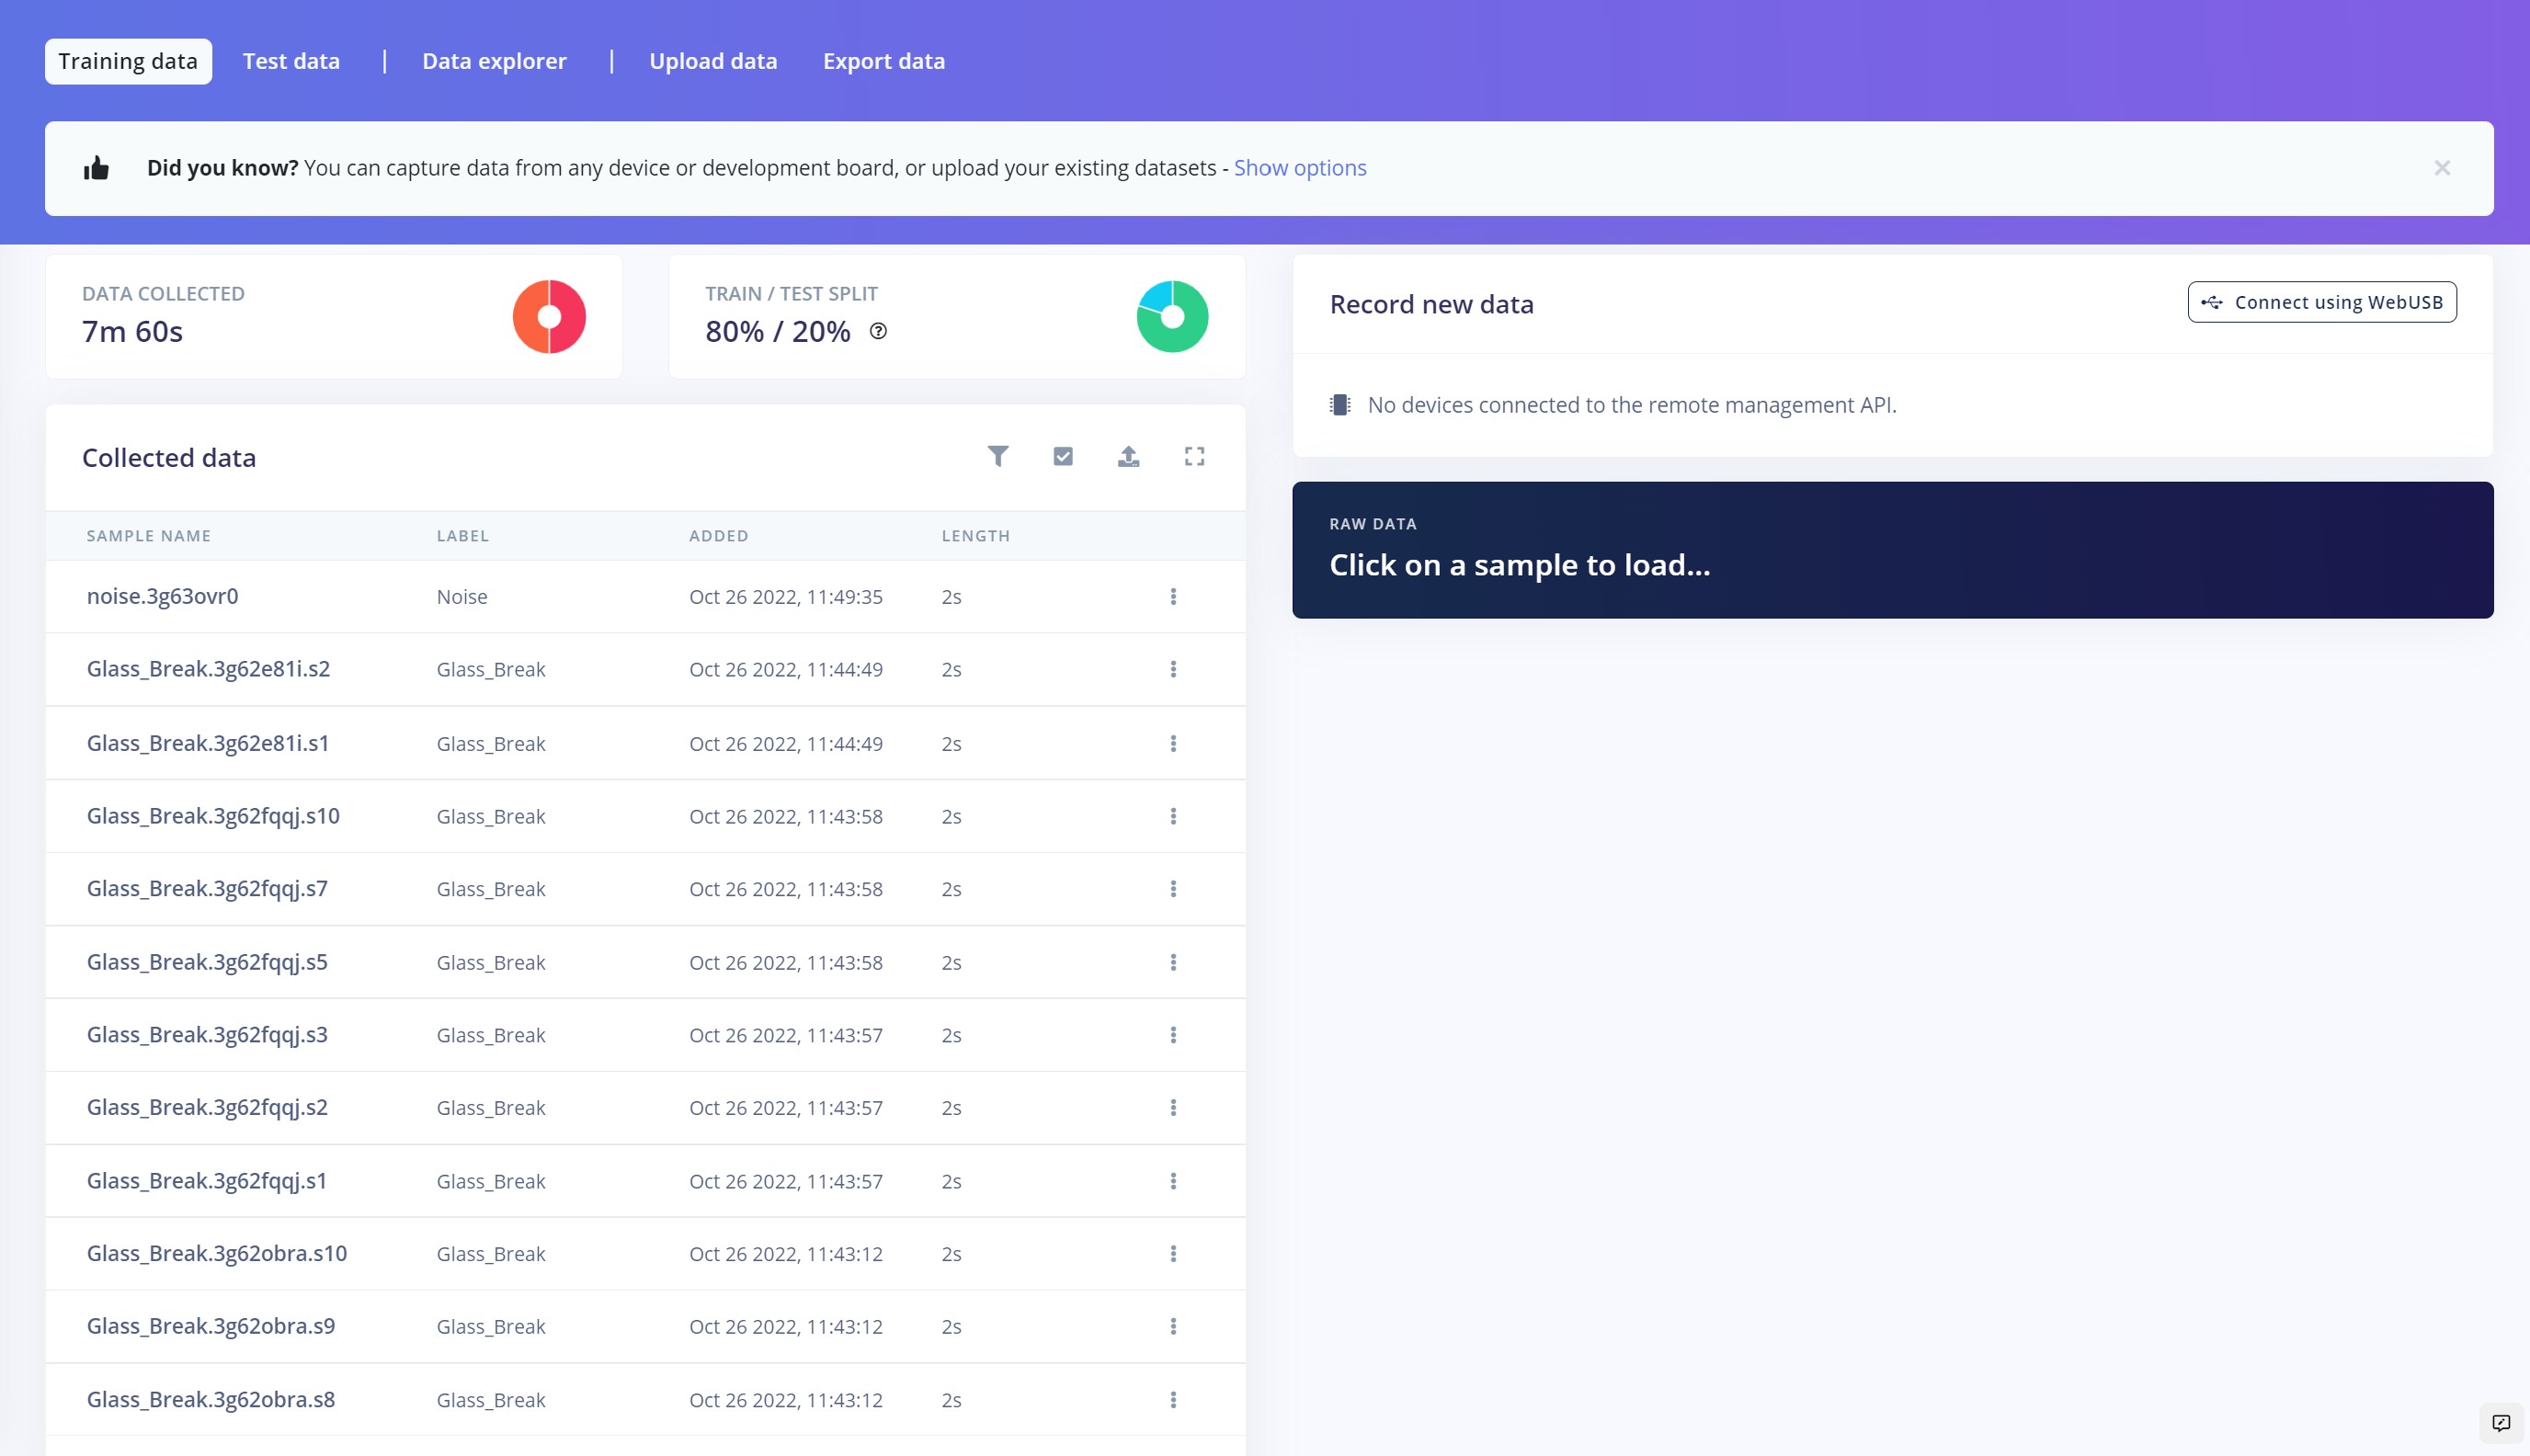 Training data Test data | Data explorer | Upload data Export data
Did you know? You can capture data from any device or development board, or upload your existing datasets - Show options
DATA COLLECTED
7m 60s
TRAIN / TEST SPLIT
80% / 20%
Record new data
Connect using WebUSB
No devices connected to the remote management API.
RAW DATA
Click on a sample to load...
Collected data
SAMPLE NAME LABEL ADDED LENGTH
noise.3g63ovr0 Noise Oct 26 2022, 11:49:35 2s
Glass_Break.3g62e81i.s2 Glass_Break Oct 26 2022, 11:44:49 2s
Glass_Break.3g62e81i.s1 Glass_Break Oct 26 2022, 11:44:49 2s
Glass_Break.3g62fqqj.s10 Glass_Break Oct 26 2022, 11:43:58 2s
Glass_Break.3g62fqqj.s7 Glass_Break Oct 26 2022, 11:43:58 2s
Glass_Break.3g62fqqj.s5 Glass_Break Oct 26 2022, 11:43:58 2s
Glass_Break.3g62fqqj.s3 Glass_Break Oct 26 2022, 11:43:57 2s
Glass_Break.3g62fqqj.s2 Glass_Break Oct 26 2022, 11:43:57 2s
Glass_Break.3g62fqqj.s1 Glass_Break Oct 26 2022, 11:43:57 2s
Glass_Break.3g62obra.s10 Glass_Break Oct 26 2022, 11:43:12 2s
Glass_Break.3g62obra.s9 Glass_Break Oct 26 2022, 11:43:12 2s
Glass_Break.3g62obra.s8 Glass_Break Oct 26 2022, 11:43:12 2s